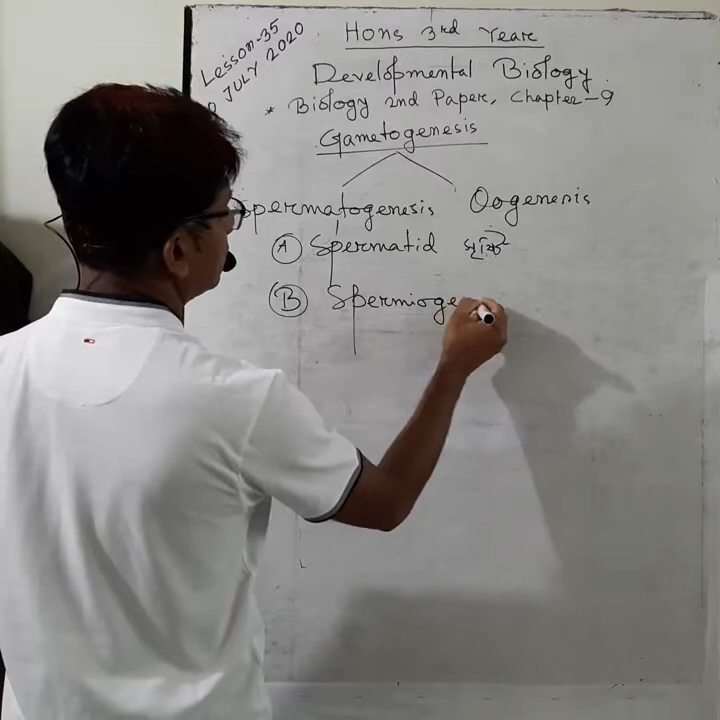 Lesson-35
JULY 2020
Hons 3rd Year
Developmental Biology
* Biology 2nd Paper, Chapter-9
Gametogenesis
Spermatogenesis Oogenesis
A Spermatid সৃষ্টি
B Spermioge